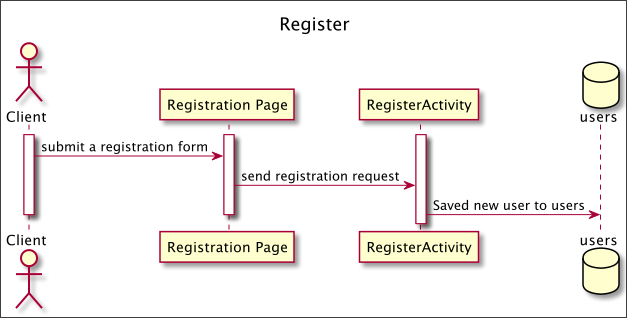 Register
Client
Registration Page
RegisterActivity
users
submit a registration form
send registration request
Saved new user to users
Client
Registration Page
RegisterActivity
users